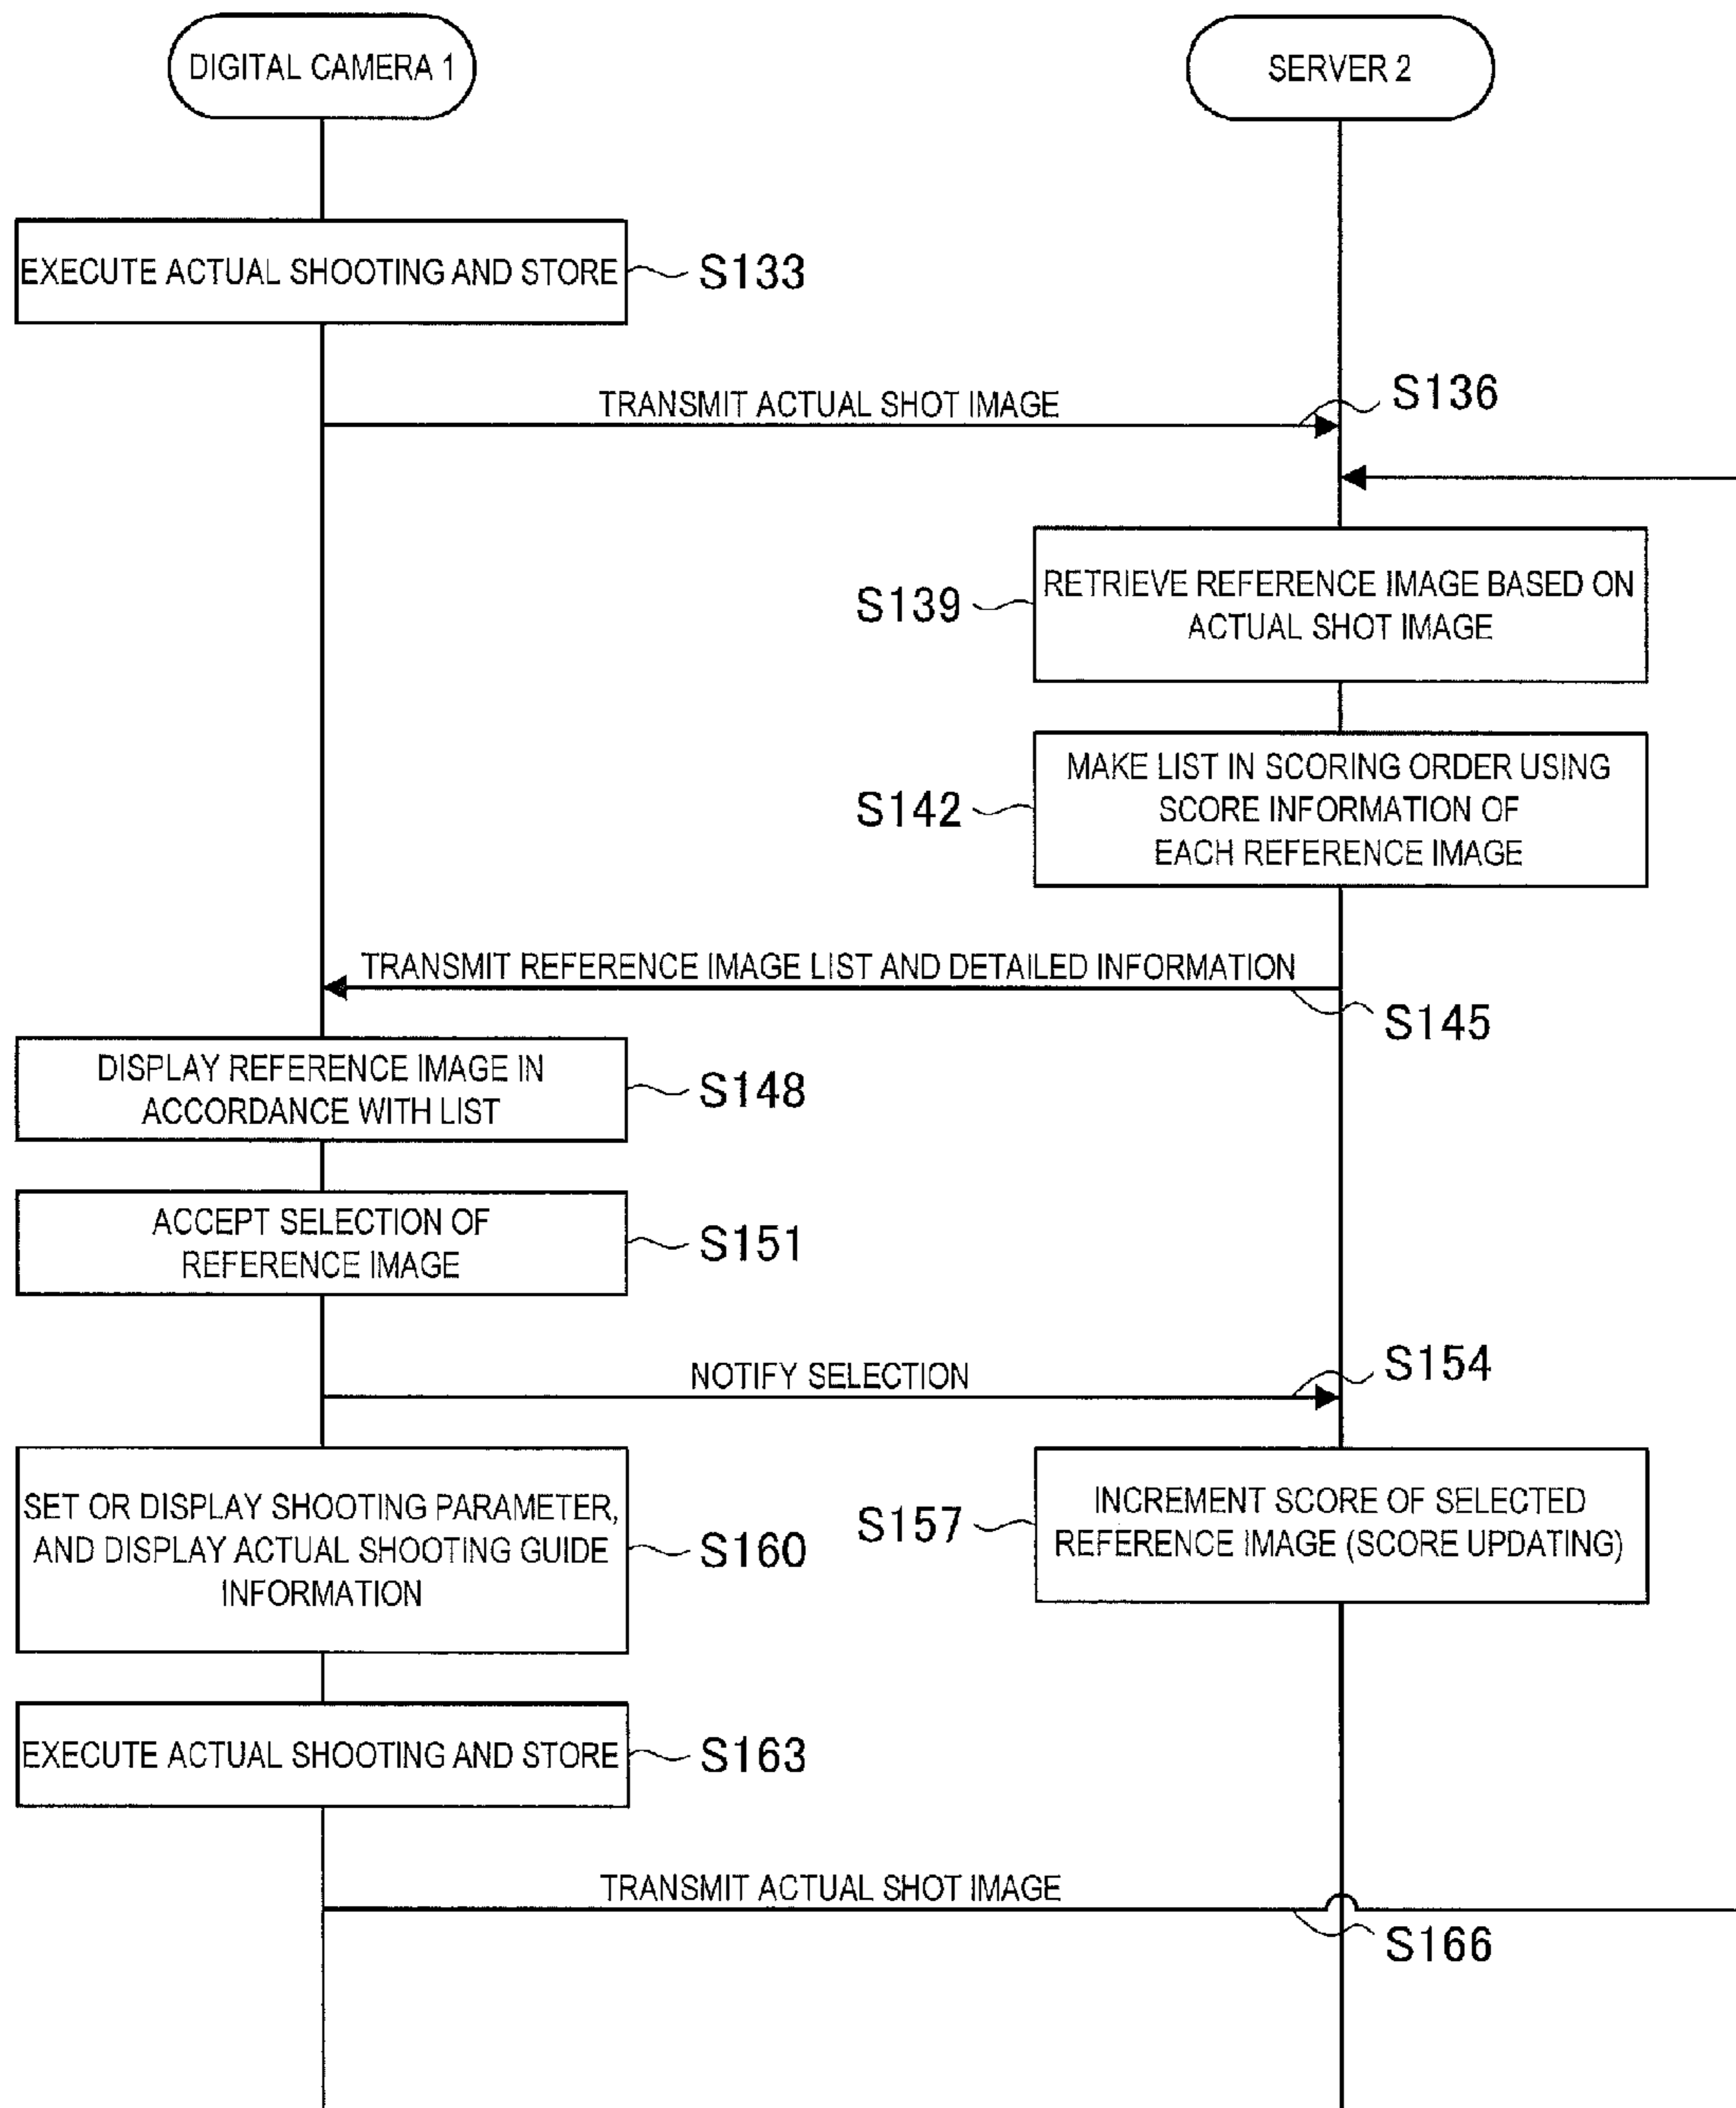 DIGITAL CAMERA 1
SERVER 2
EXECUTE ACTUAL SHOOTING AND STORE
S133
TRANSMIT ACTUAL SHOT IMAGE
S136
S139
RETRIEVE REFERENCE IMAGE BASED ON
ACTUAL SHOT IMAGE
S142
MAKE LIST IN SCORING ORDER USING
SCORE INFORMATION OF
EACH REFERENCE IMAGE
TRANSMIT REFERENCE IMAGE LIST AND DETAILED INFORMATION
S145
DISPLAY REFERENCE IMAGE IN
ACCORDANCE WITH LIST
S148
ACCEPT SELECTION OF
REFERENCE IMAGE
S151
NOTIFY SELECTION
S154
SET OR DISPLAY SHOOTING PARAMETER,
AND DISPLAY ACTUAL SHOOTING GUIDE
INFORMATION
S160
S157
INCREMENT SCORE OF SELECTED
REFERENCE IMAGE (SCORE UPDATING)
EXECUTE ACTUAL SHOOTING AND STORE
S163
TRANSMIT ACTUAL SHOT IMAGE
S166